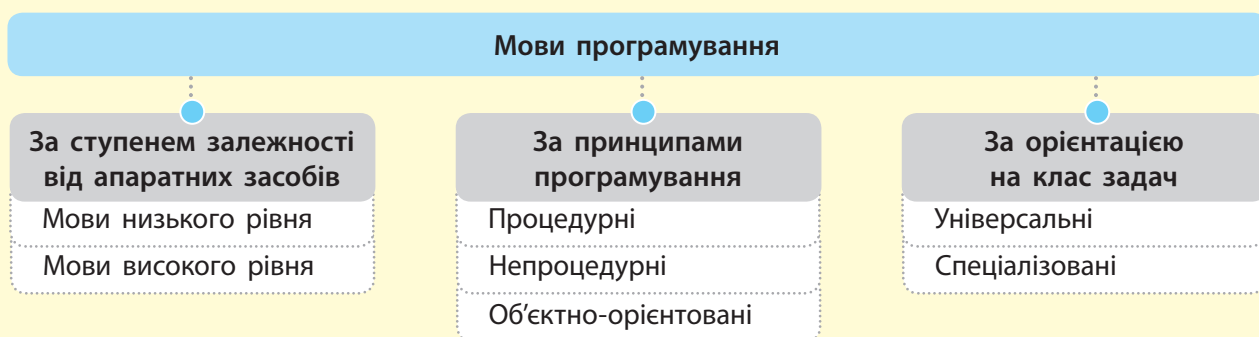 Мови програмування
За ступенем залежності
від апаратних засобів
Мови низького рівня
Мови високого рівня
За принципами
програмування
Процедурні
Непроцедурні
Об’єктно-орієнтовані
За орієнтацією
на клас задач
Універсальні
Спеціалізовані